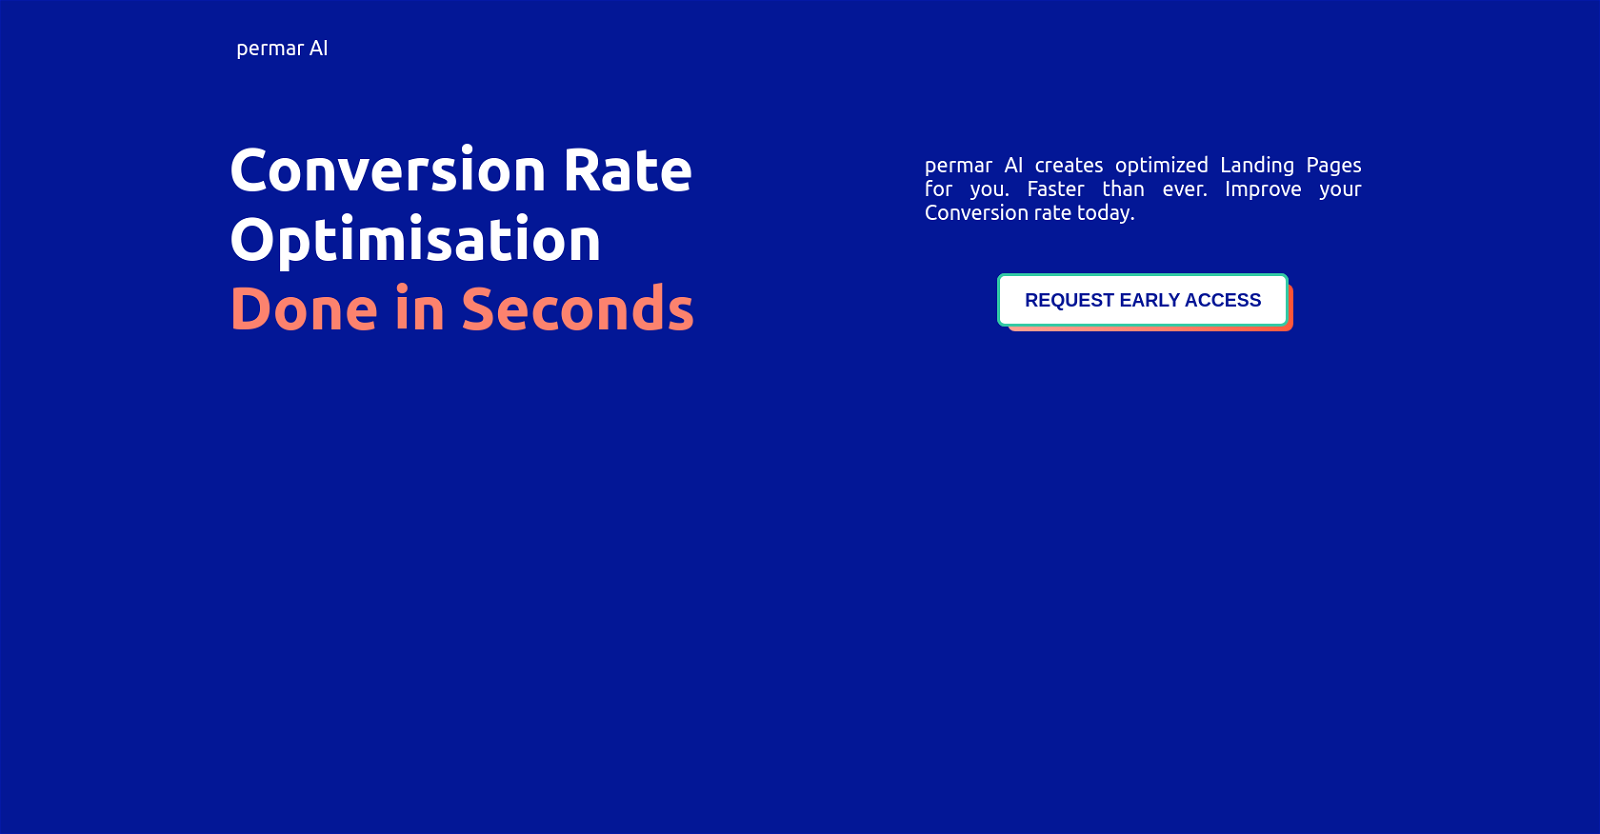 permar AI
Conversion Rate
Optimisation
Done in Seconds
permar AI creates optimized Landing Pages
for you. Faster than ever. Improve your
Conversion rate today.
REQUEST EARLY ACCESS